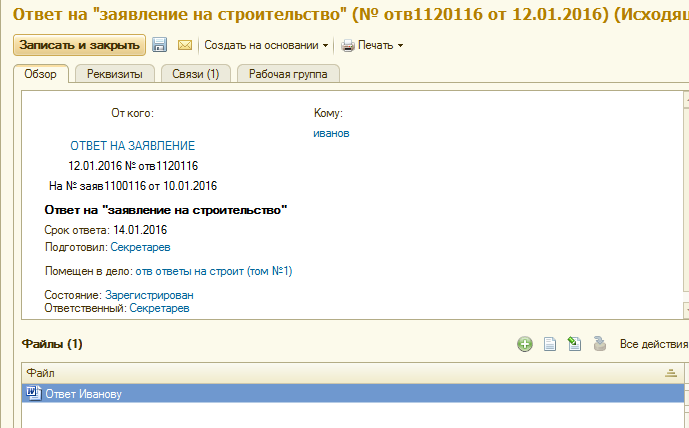 Ответ на "заявление на строительство" (№ отв1120116 от 12.01.2016) (Исходящ
Записать и закрыть Создать на основании Печать
Обзор Реквизиты Связи (1) Рабочая группа
От кого: Кому:
иванов
ОТВЕТ НА ЗАЯВЛЕНИЕ
12.01.2016 № отв1120116
На № заяв1100116 от 10.01.2016
Ответ на "заявление на строительство"
Срок ответа: 14.01.2016
Подготовил: Секретарев
Помещен в дело: отв ответы на строит (том №1)
Состояние: Зарегистрирован
Ответственный: Секретарев
Файлы (1) Все действия
Файл
Ответ Иванову